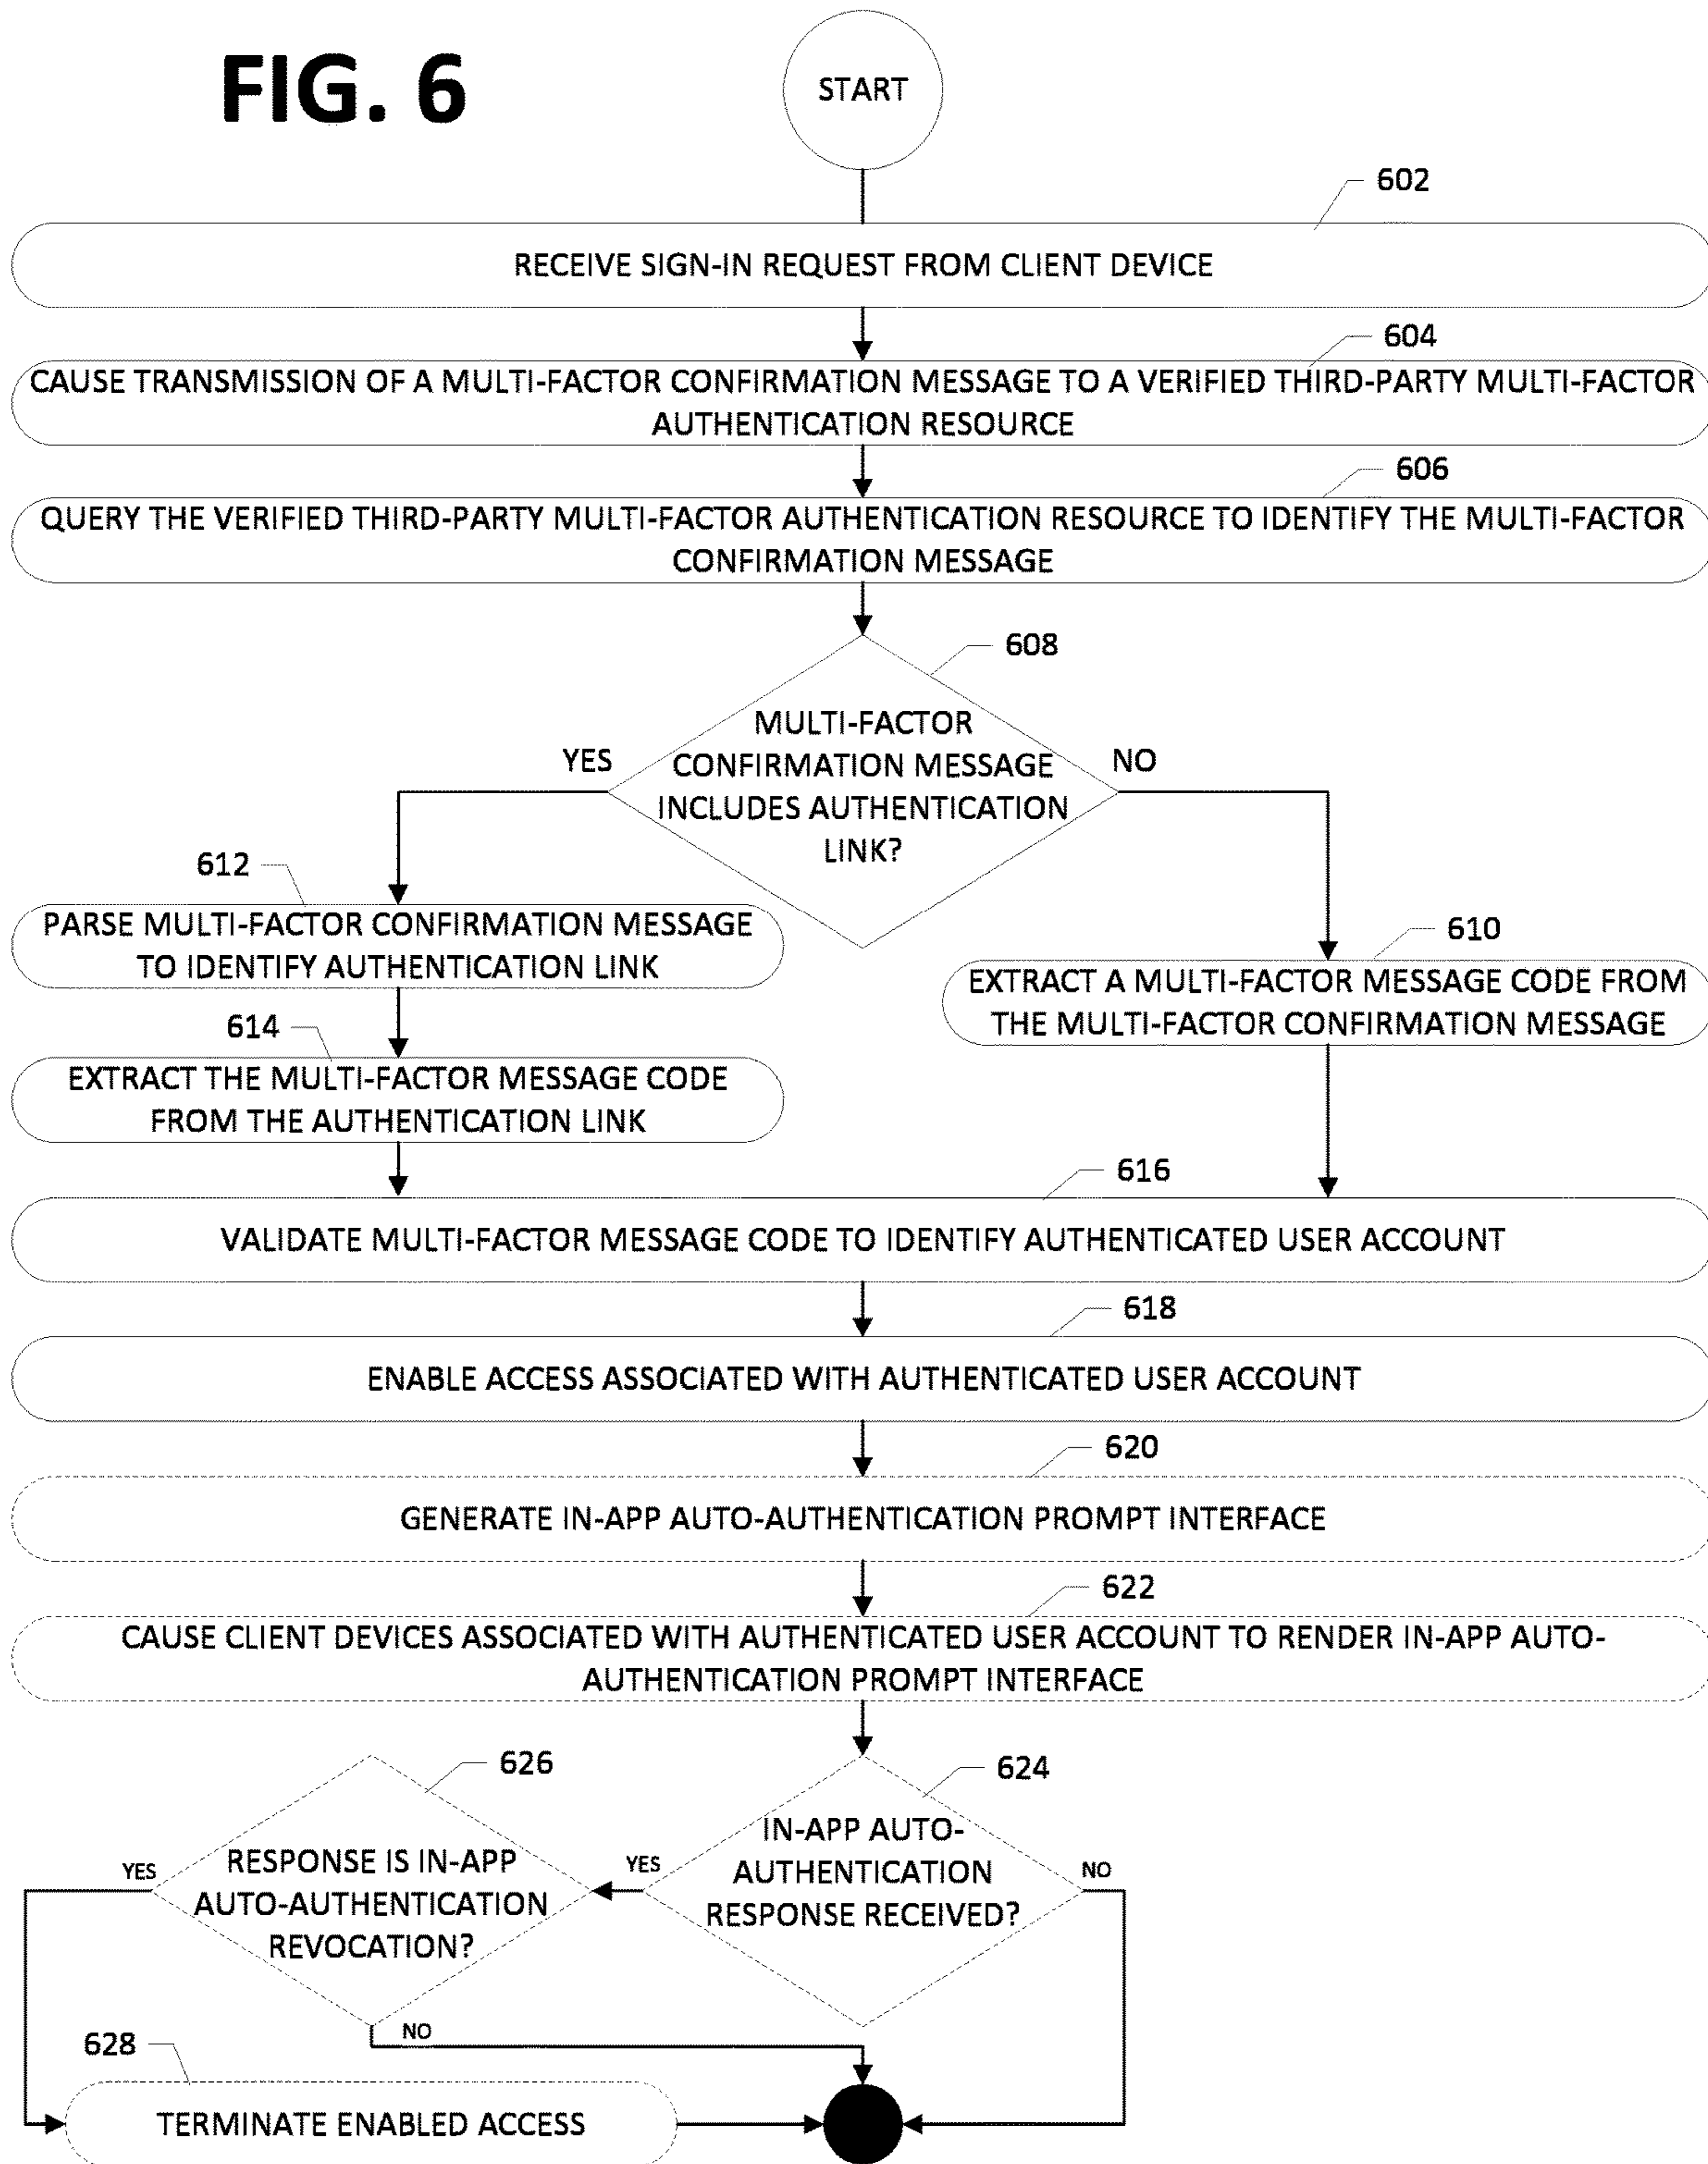 FIG. 6
START
602
RECEIVE SIGN-IN REQUEST FROM CLIENT DEVICE
604
CAUSE TRANSMISSION OF A MULTI-FACTOR CONFIRMATION MESSAGE TO A VERIFIED THIRD-PARTY MULTI-FACTOR
AUTHENTICATION RESOURCE
606
QUERY THE VERIFIED THIRD-PARTY MULTI-FACTOR AUTHENTICATION RESOURCE TO IDENTIFY THE MULTI-FACTOR
CONFIRMATION MESSAGE
608
MULTI-FACTOR
CONFIRMATION MESSAGE
INCLUDES AUTHENTICATION
LINK?
YES
NO
612
PARSE MULTI-FACTOR CONFIRMATION MESSAGE
TO IDENTIFY AUTHENTICATION LINK
610
EXTRACT A MULTI-FACTOR MESSAGE CODE FROM
THE MULTI-FACTOR CONFIRMATION MESSAGE
614
EXTRACT THE MULTI-FACTOR MESSAGE CODE
FROM THE AUTHENTICATION LINK
616
VALIDATE MULTI-FACTOR MESSAGE CODE TO IDENTIFY AUTHENTICATED USER ACCOUNT
618
ENABLE ACCESS ASSOCIATED WITH AUTHENTICATED USER ACCOUNT
620
GENERATE IN-APP AUTO-AUTHENTICATION PROMPT INTERFACE
622
CAUSE CLIENT DEVICES ASSOCIATED WITH AUTHENTICATED USER ACCOUNT TO RENDER IN-APP AUTO-
AUTHENTICATION PROMPT INTERFACE
624
IN-APP AUTO-
AUTHENTICATION
RESPONSE RECEIVED?
YES
NO
626
RESPONSE IS IN-APP
AUTO-AUTHENTICATION
REVOCATION?
YES
NO
628
TERMINATE ENABLED ACCESS